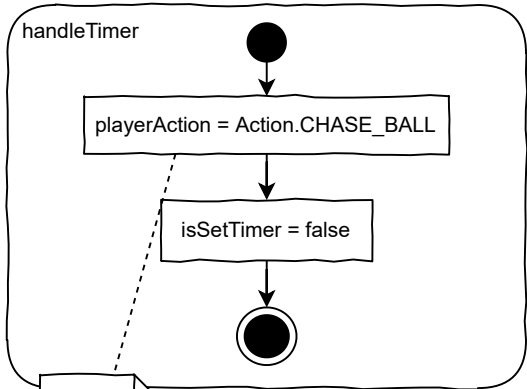 handleTimer
playerAction = Action.CHASE_BALL
isSetTimer = false